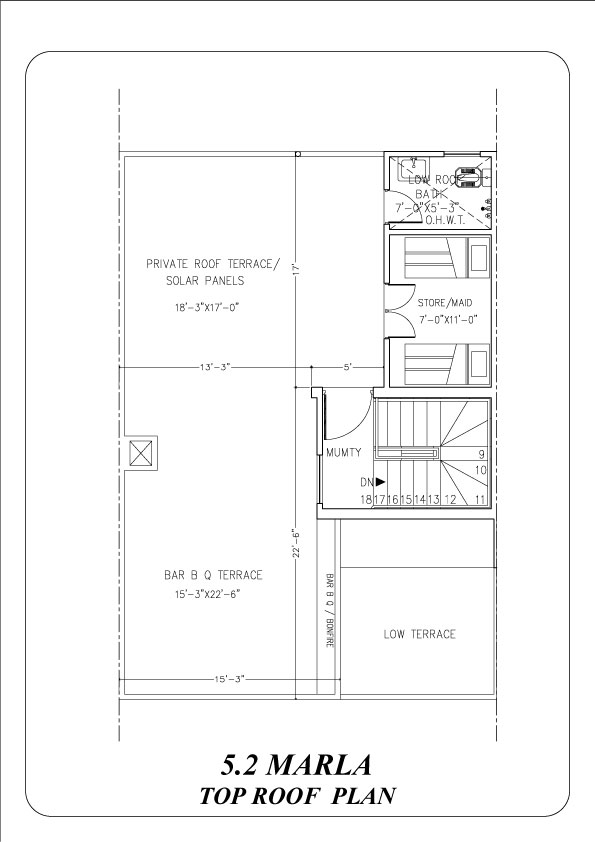 LOW ROOF
BATH
7'-0"X5'-3"
O.H.W.T.
PRIVATE ROOF TERRACE/
SOLAR PANELS
18'-3"X17'-0"
17'
STORE/MAID
7'-0"X11'-0"
13'-3"
5'
MUMTY
9
10
DN
18 17 16 15 14 13 12 11
22'-6"
BAR B Q TERRACE
15'-3"X22'-6"
BAR B Q / BONFIRE
LOW TERRACE
15'-3"
5.2 MARLA
TOP ROOF PLAN